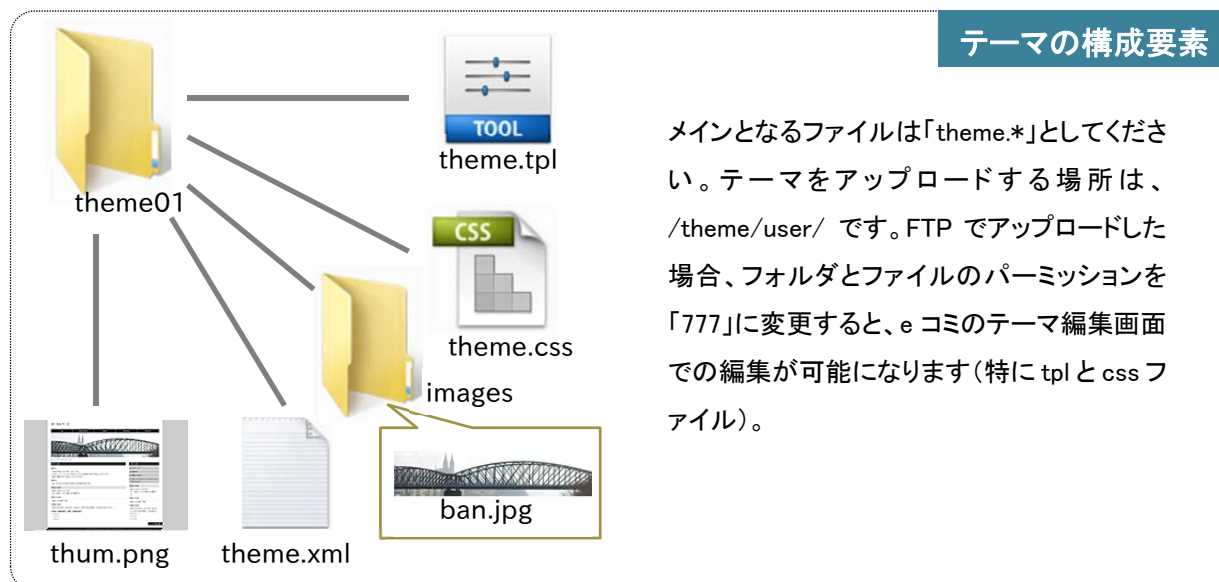 テーマの構成要素
theme01
TOOL
theme.tpl
CSS
theme.css
images
ban.jpg
thum.png
theme.xml
メインとなるファイルは「theme.*」としてくださ
い。テーマをアップロードする場所は、
/theme/user/ です。FTP でアップロードした
場合、フォルダとファイルのパーミッションを
「777」に変更すると、e コミのテーマ編集画面
での編集が可能になります(特に tpl と css フ
ァイル)。